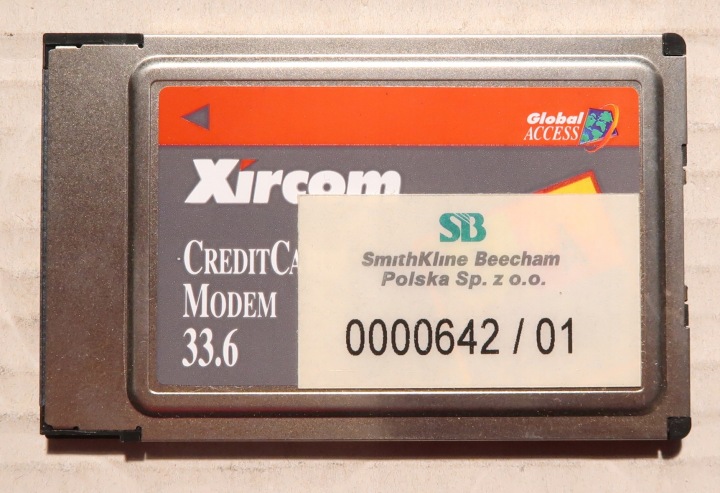 Global
ACCESS
Xircom
CREDITCA
MODEM
33.6
SB
SmithKline Beecham
Polska Sp. z o.o.
0000642 / 01